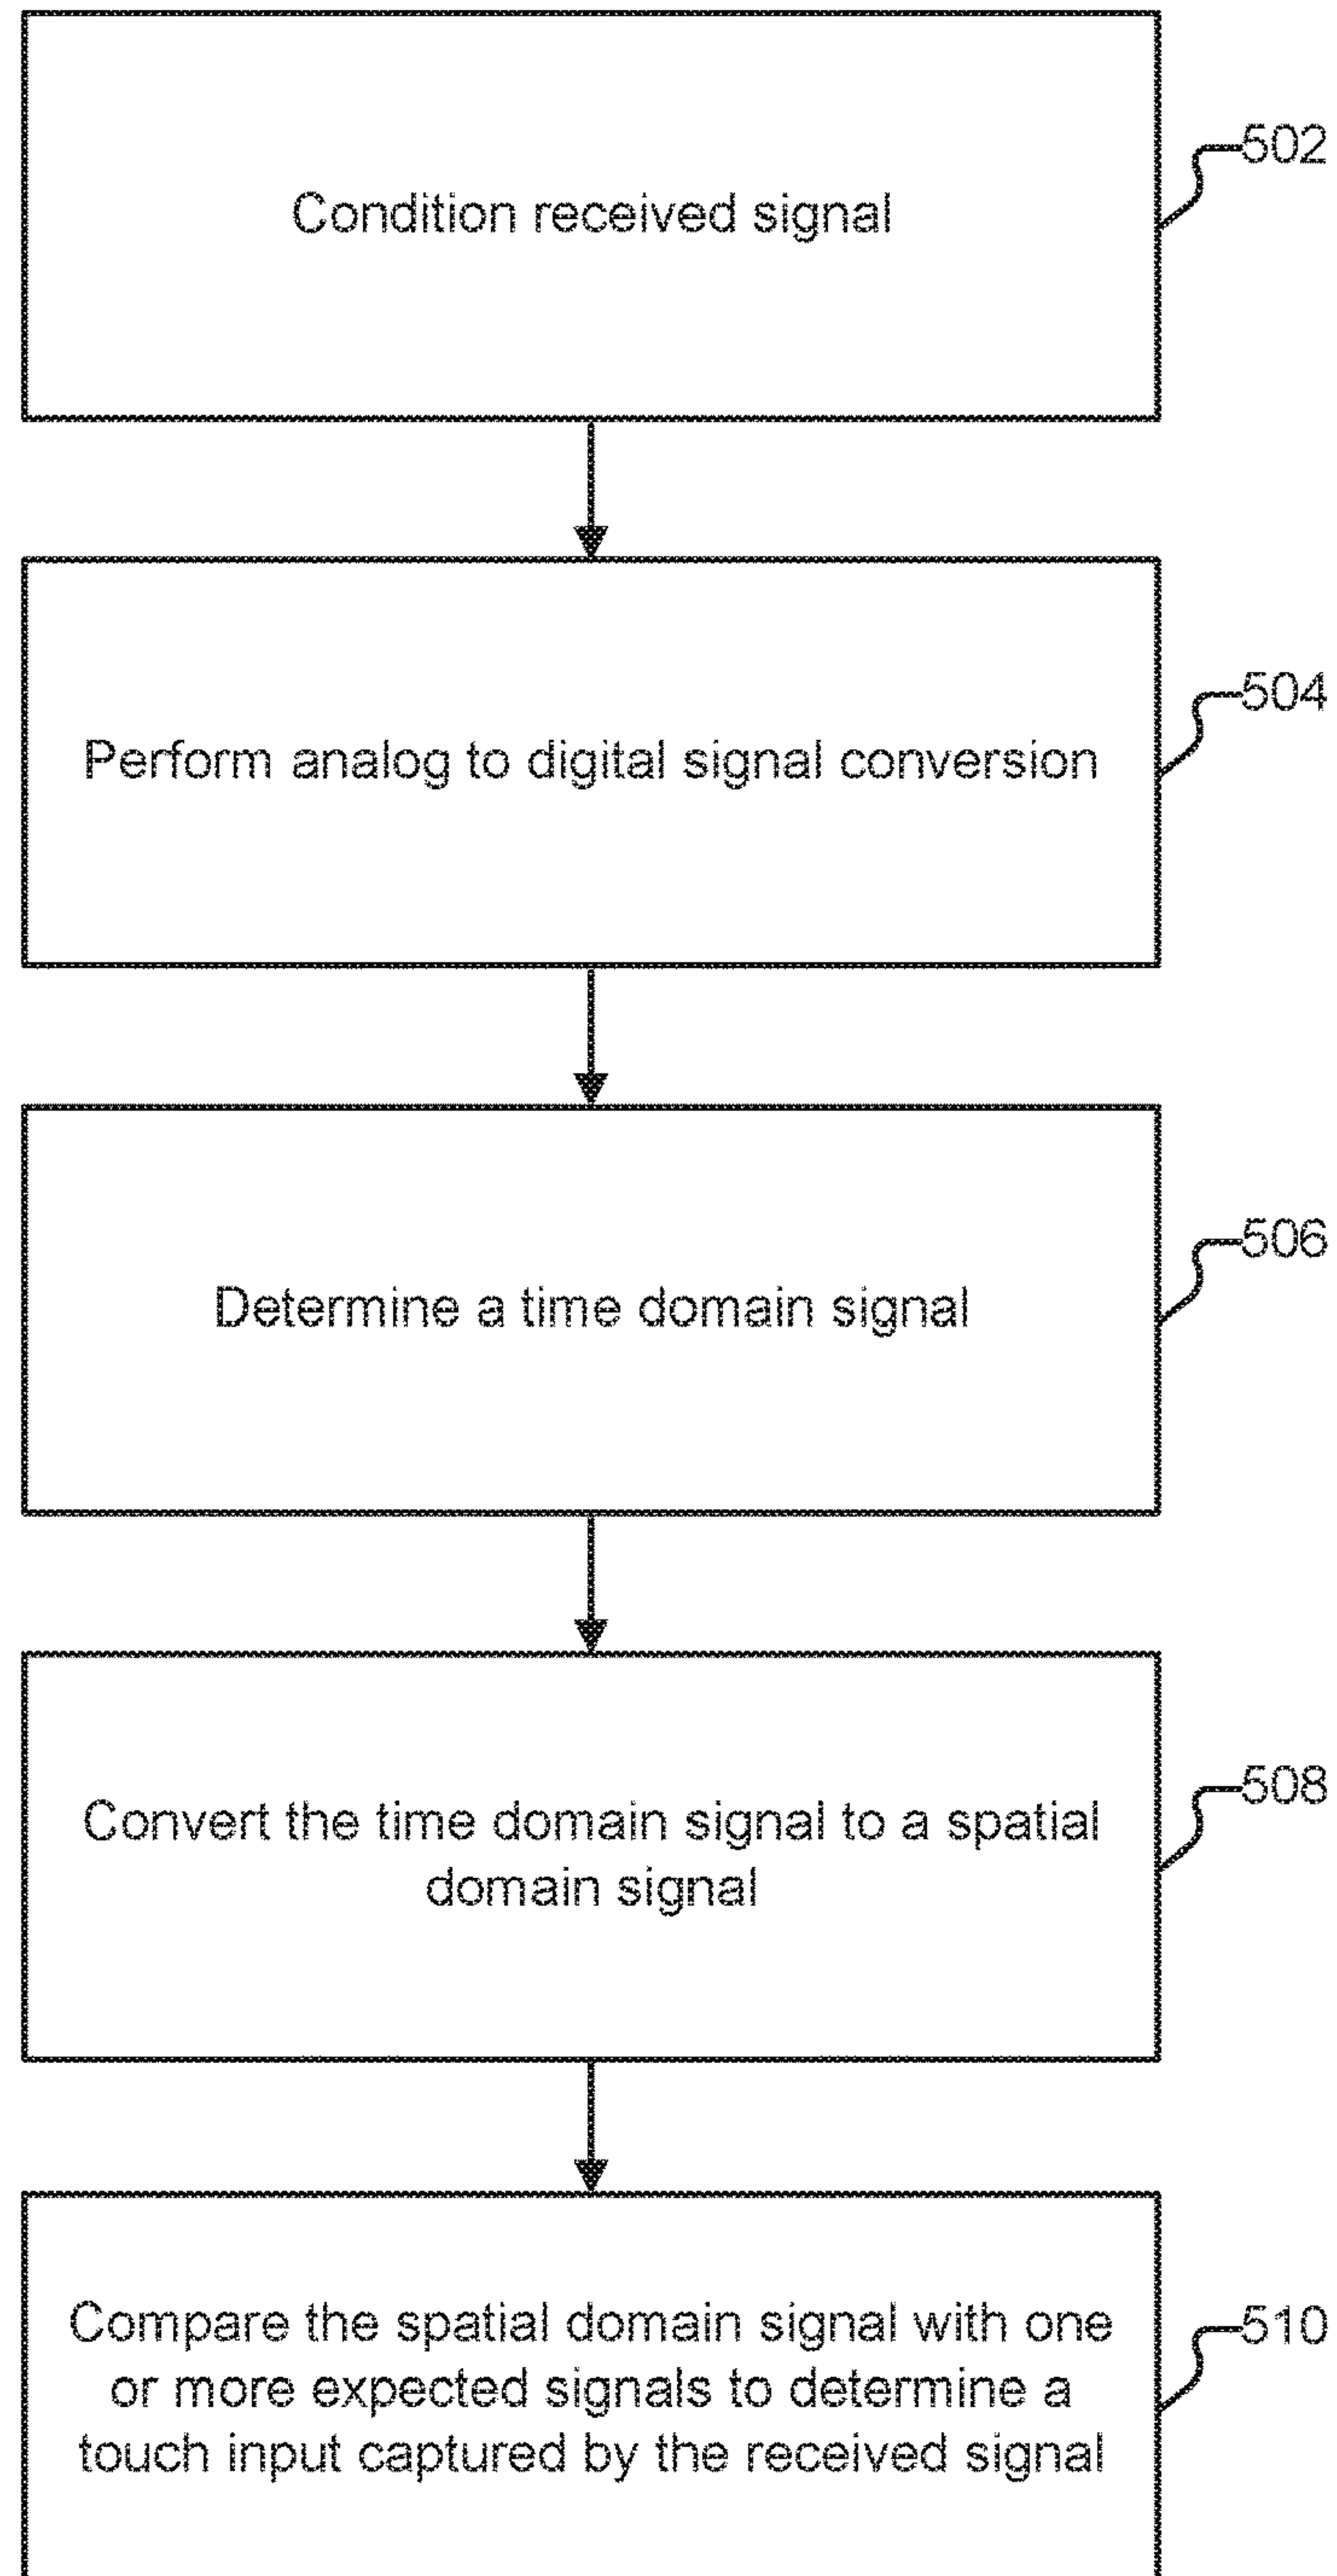 Condition received signal
502
Perform analog to digital signal conversion
504
Determine a time domain signal
506
Convert the time domain signal to a spatial
domain signal
508
Compare the spatial domain signal with one
or more expected signals to determine a
touch input captured by the received signal
510